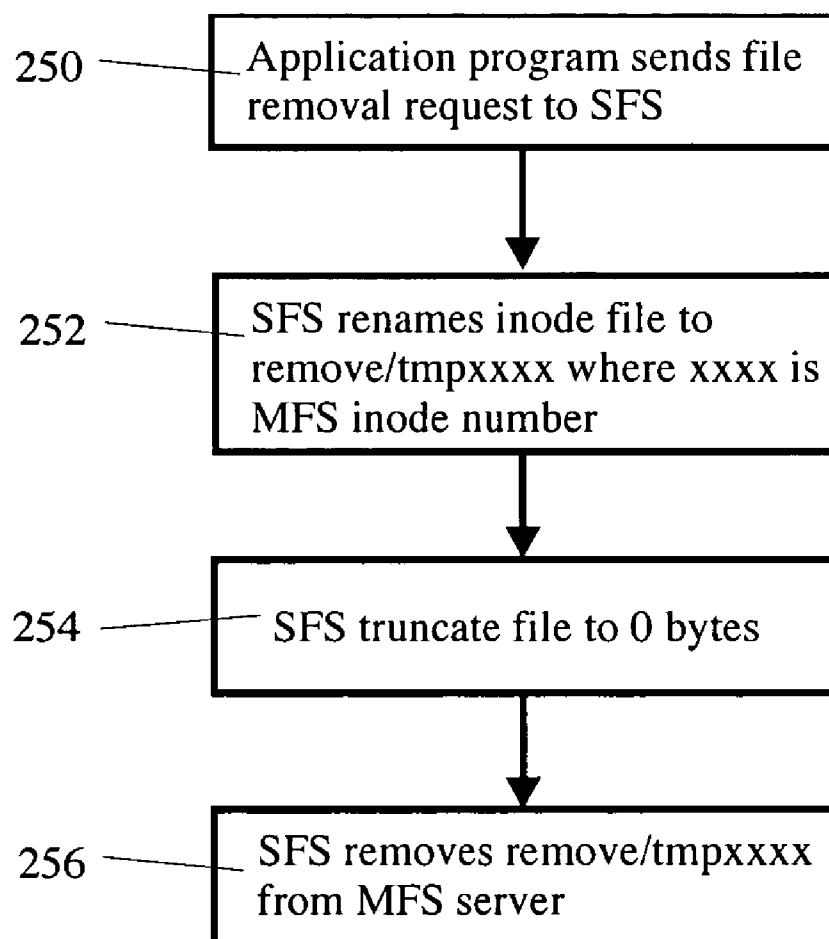 250
Application program sends file
removal request to SFS
252
SFS renames inode file to
remove/tmpxxxx where xxxx is
MFS inode number
254
SFS truncate file to 0 bytes
256
SFS removes remove/tmpxxxx
from MFS server